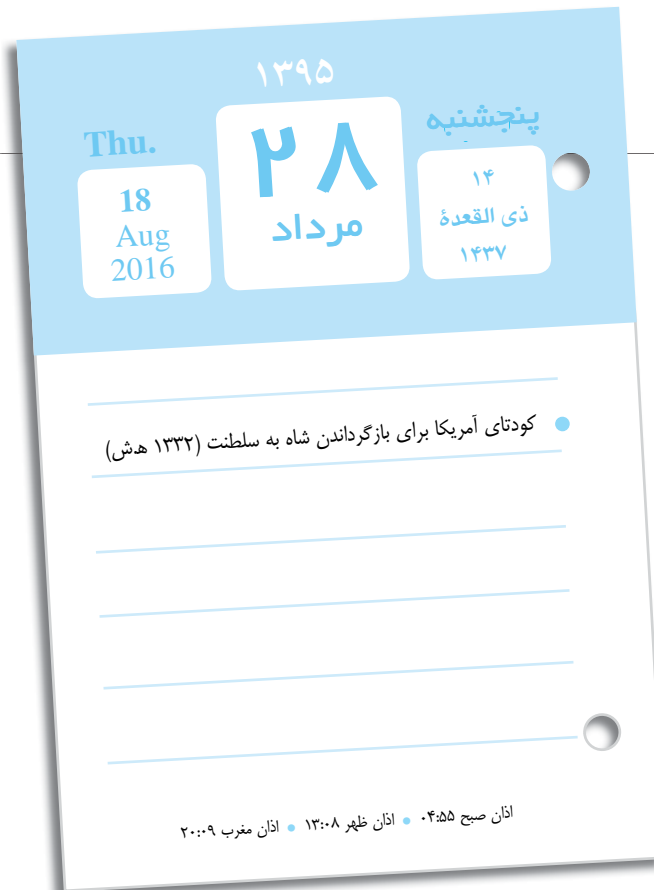 ۱۳۹۵
پنجشنبه
۲۸
مرداد
Thu.
۱۴
ذی القعدهٔ
۱۴۳۷
18
Aug
2016
کودتای آمریکا برای بازگرداندن شاه به سلطنت (۱۳۳۲ ه‍.ش)
اذان صبح ۰۴:۵۵ • اذان ظهر ۱۳:۰۸ • اذان مغرب ۲۰:۰۹